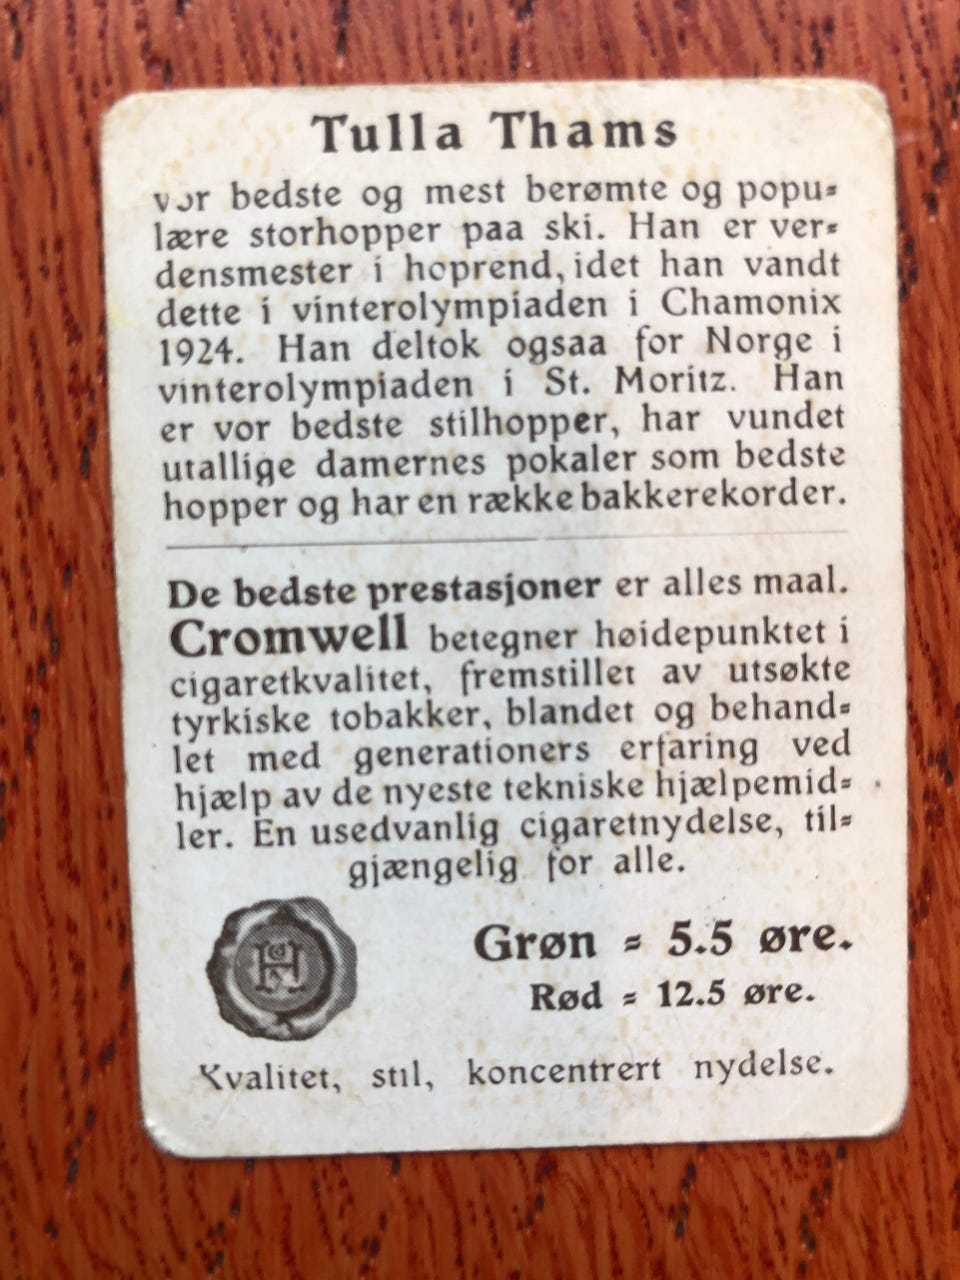 Tulla Thams
vor bedste og mest berømte og popu=
lære storhopper paa ski. Han er ver=
densmester i hoprend, idet han vandt
dette i vinterolympiaden i Chamonix
1924. Han deltok ogsaa for Norge i
vinterolympiaden i St. Moritz. Han
er vor bedste stilhopper, har vundet
utallige damernes pokaler som bedste
hopper og har en række bakkerekorder.
De bedste prestasjoner er alles maal.
Cromwell betegner høidepunktet i
cigaretkvalitet, fremstillet av utsøkte
tyrkiske tobakker, blandet og behand=
let med generationers erfaring ved
hjælp av de nyeste tekniske hjælpemid=
ler. En usedvanlig cigaretnydelse, til=
gjængelig for alle.
Grøn = 5.5 øre.
Rød = 12.5 øre.
Kvalitet, stil, koncentrert nydelse.